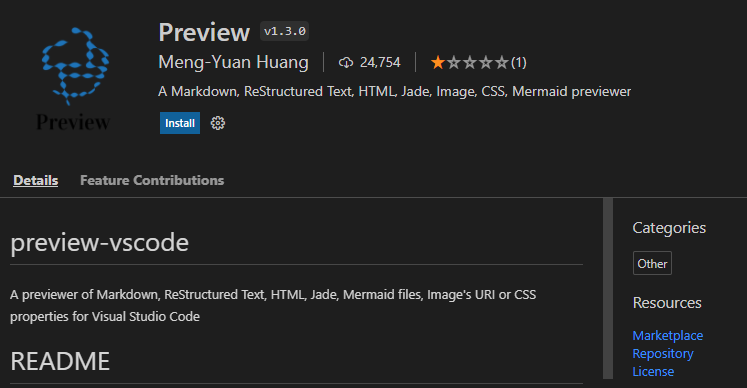 Preview v1.3.0
Meng-Yuan Huang 24,754 (1)
A Markdown, ReStructured Text, HTML, Jade, Image, CSS, Mermaid previewer
Preview
Install
Details Feature Contributions
preview-vscode
A previewer of Markdown, ReStructured Text, HTML, Jade, Mermaid files, Image's URI or CSS
properties for Visual Studio Code
README
Categories
Other
Resources
Marketplace
Repository
License